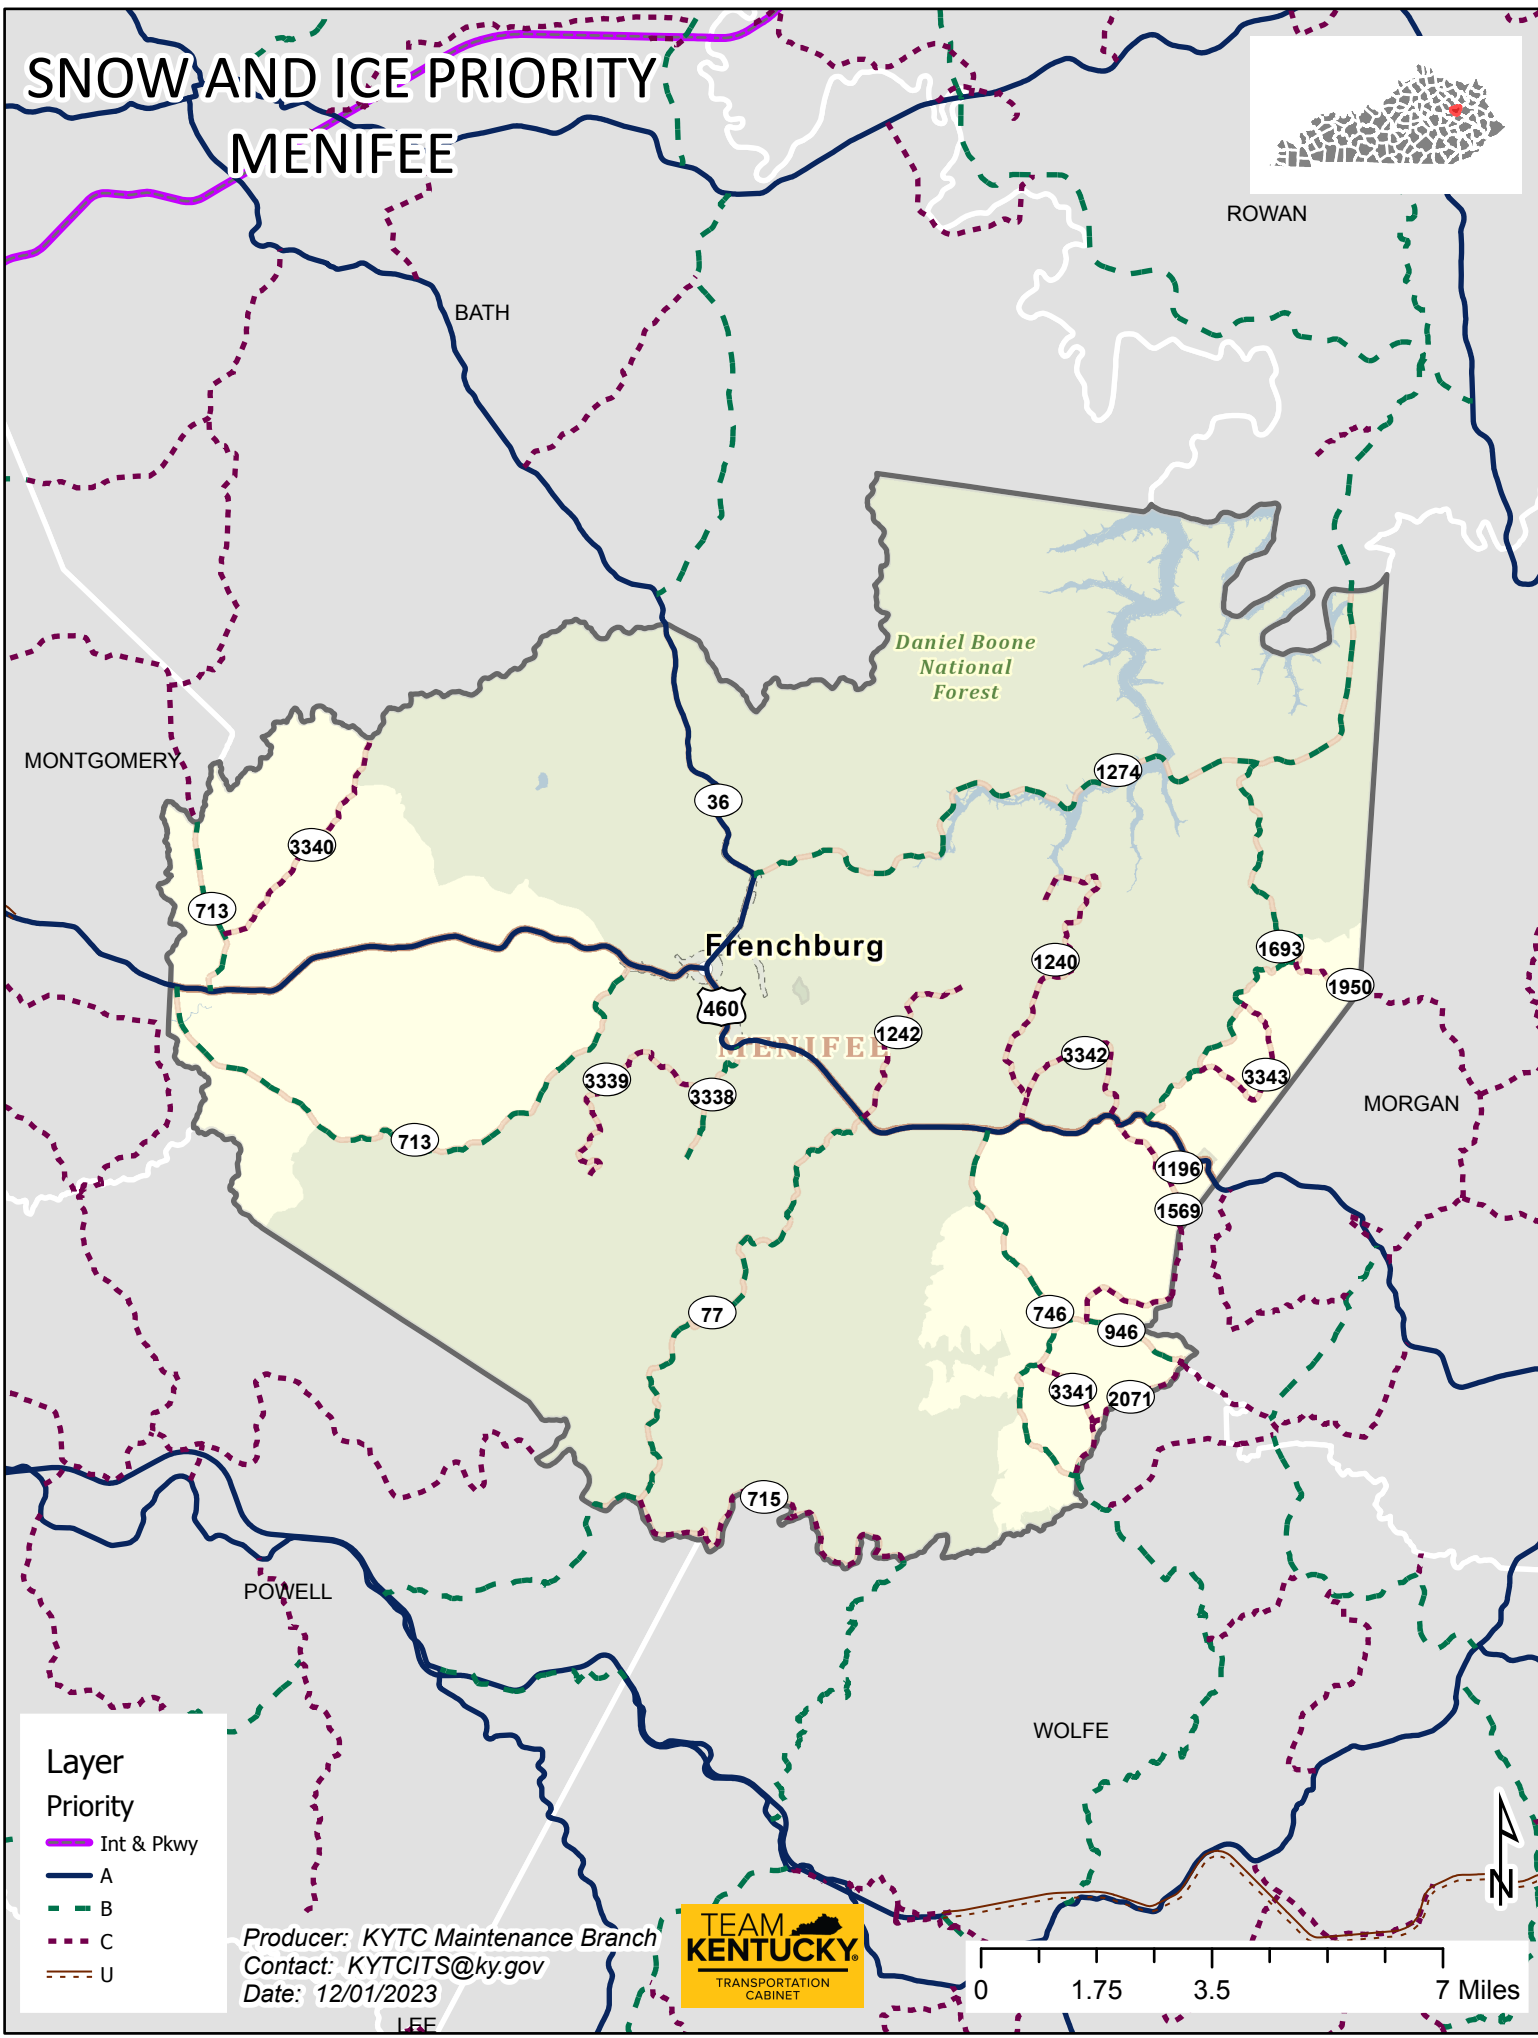 SNOW AND ICE PRIORITY
MENIFEE
ROWAN
BATH
Daniel Boone
National
Forest
MONTGOMERY
1274
36
3340
713
Frenchburg
1693
1240
1950
460
1242
MENIFEE
3342
3339
3343
3338
MORGAN
713
1196
1569
77
746
946
3341
2071
715
POWELL
WOLFE
Layer
Priority
Int & Pkwy
A
B
C
U
Producer: KYTC Maintenance Branch
Contact: KYTCITS@ky.gov
Date: 12/01/2023
LEE
TEAM
KENTUCKY®
TRANSPORTATION
CABINET
N
0 1.75 3.5 7 Miles